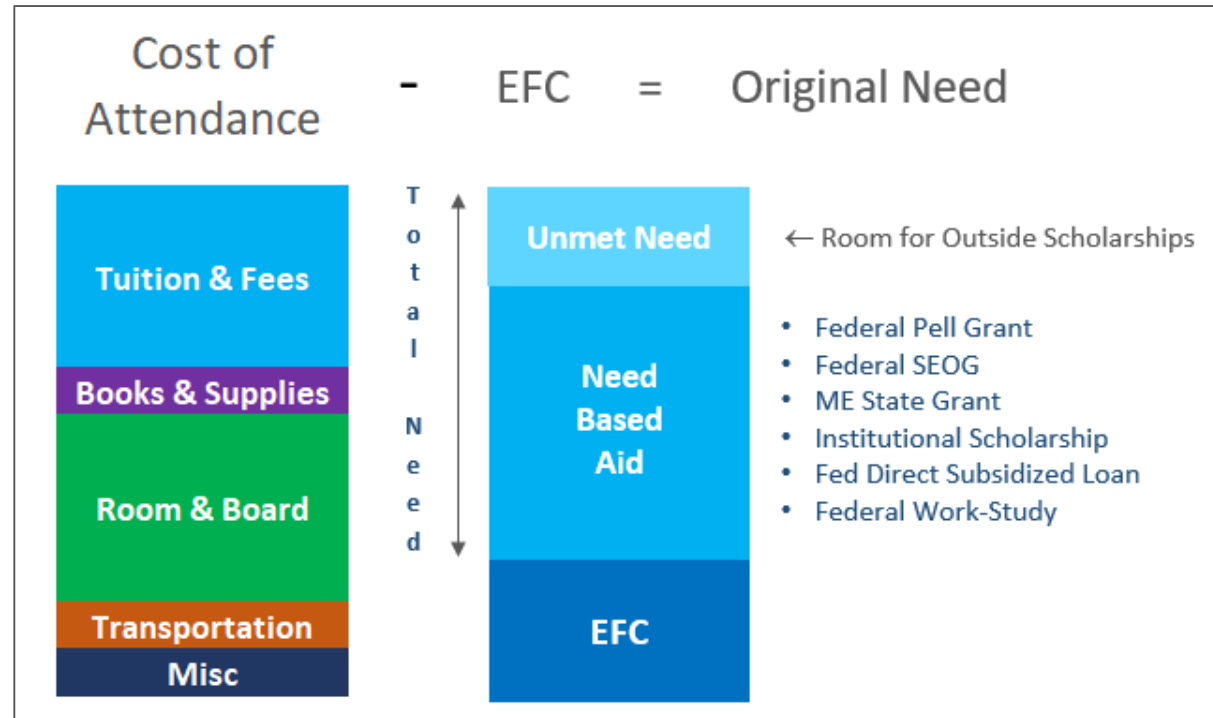 Cost of
Attendance
- EFC = Original Need
Tuition & Fees
Books & Supplies
Room & Board
Transportation
Misc
Total Need
Unmet Need
Need
Based
Aid
EFC
← Room for Outside Scholarships
• Federal Pell Grant
• Federal SEOG
• ME State Grant
• Institutional Scholarship
• Fed Direct Subsidized Loan
• Federal Work-Study